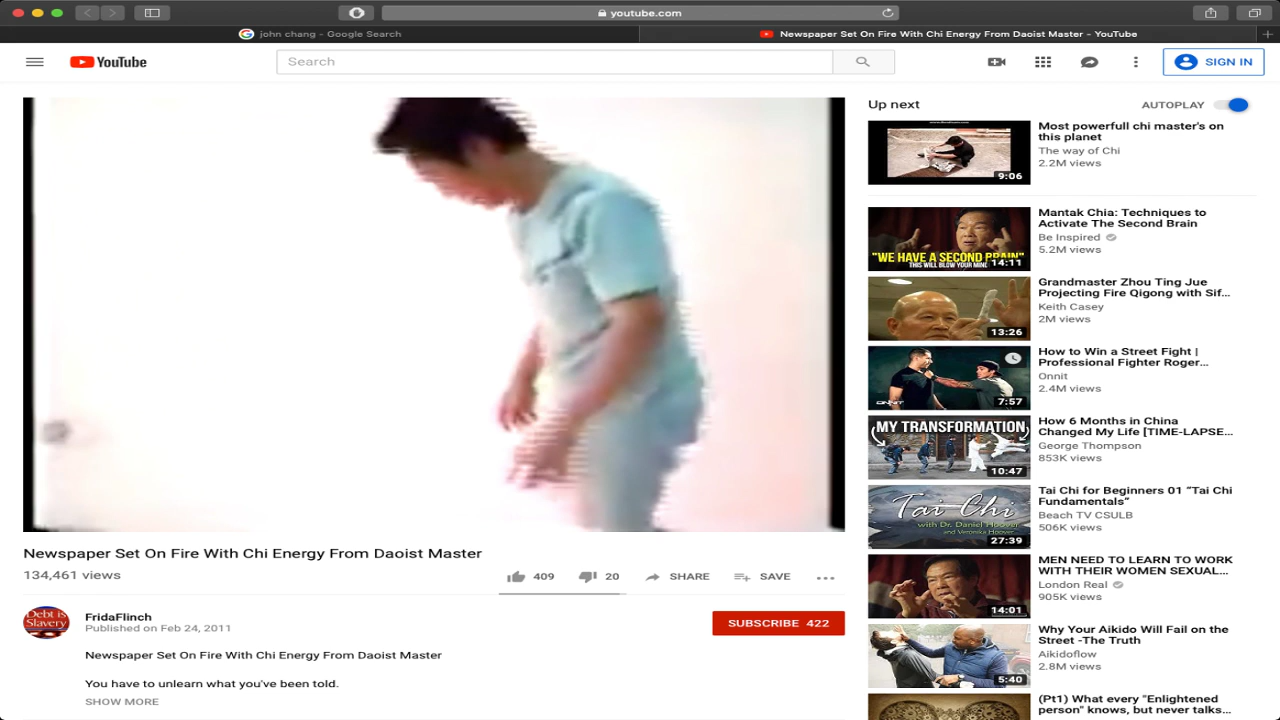 youtube.com
john chang - Google Search
Newspaper Set On Fire With Chi Energy From Daoist Master - YouTube
YouTube
Search
SIGN IN
Up next
AUTOPLAY
Most powerfull chi master's on
this planet
The way of Chi
2.2M views
9:06
Mantak Chia: Techniques to
Activate The Second Brain
Be Inspired
5.2M views
"WE HAVE A SECOND BRAIN"
THIS WILL BLOW YOUR MIND
14:11
Grandmaster Zhou Ting Jue
Projecting Fire Qigong with Sif...
Keith Casey
2M views
13:26
How to Win a Street Fight |
Professional Fighter Roger...
Onnit
2.4M views
ONNIT
7:57
How 6 Months in China
Changed My Life [TIME-LAPSE...
George Thompson
853K views
MY TRANSFORMATION
10:47
Tai Chi for Beginners 01 “Tai Chi
Fundamentals”
Beach TV CSULB
506K views
Tai Chi
with Dr. Daniel Hoover
and Veronika Hoover
27:39
MEN NEED TO LEARN TO WORK
WITH THEIR WOMEN SEXUAL...
London Real
905K views
14:01
Why Your Aikido Will Fail on the
Street -The Truth
Aikidoflow
2.8M views
5:40
(Pt1) What every "Enlightened
person" knows, but never talks...
Newspaper Set On Fire With Chi Energy From Daoist Master
134,461 views
409
20
SHARE
SAVE
Debt is
Slavery
FridaFlinch
Published on Feb 24, 2011
SUBSCRIBE 422
Newspaper Set On Fire With Chi Energy From Daoist Master
You have to unlearn what you've been told.
SHOW MORE